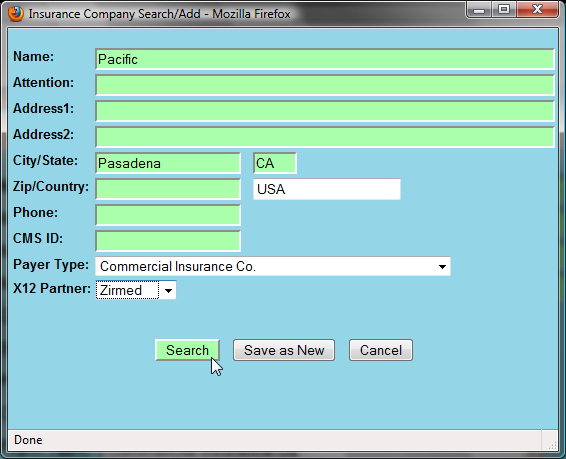 Insurance Company Search/Add - Mozilla Firefox
Name: Pacific
Attention:
Address1:
Address2:
City/State: Pasadena CA
Zip/Country: USA
Phone:
CMS ID:
Payer Type: Commercial Insurance Co.
X12 Partner: Zirmed
Search Save as New Cancel
Done